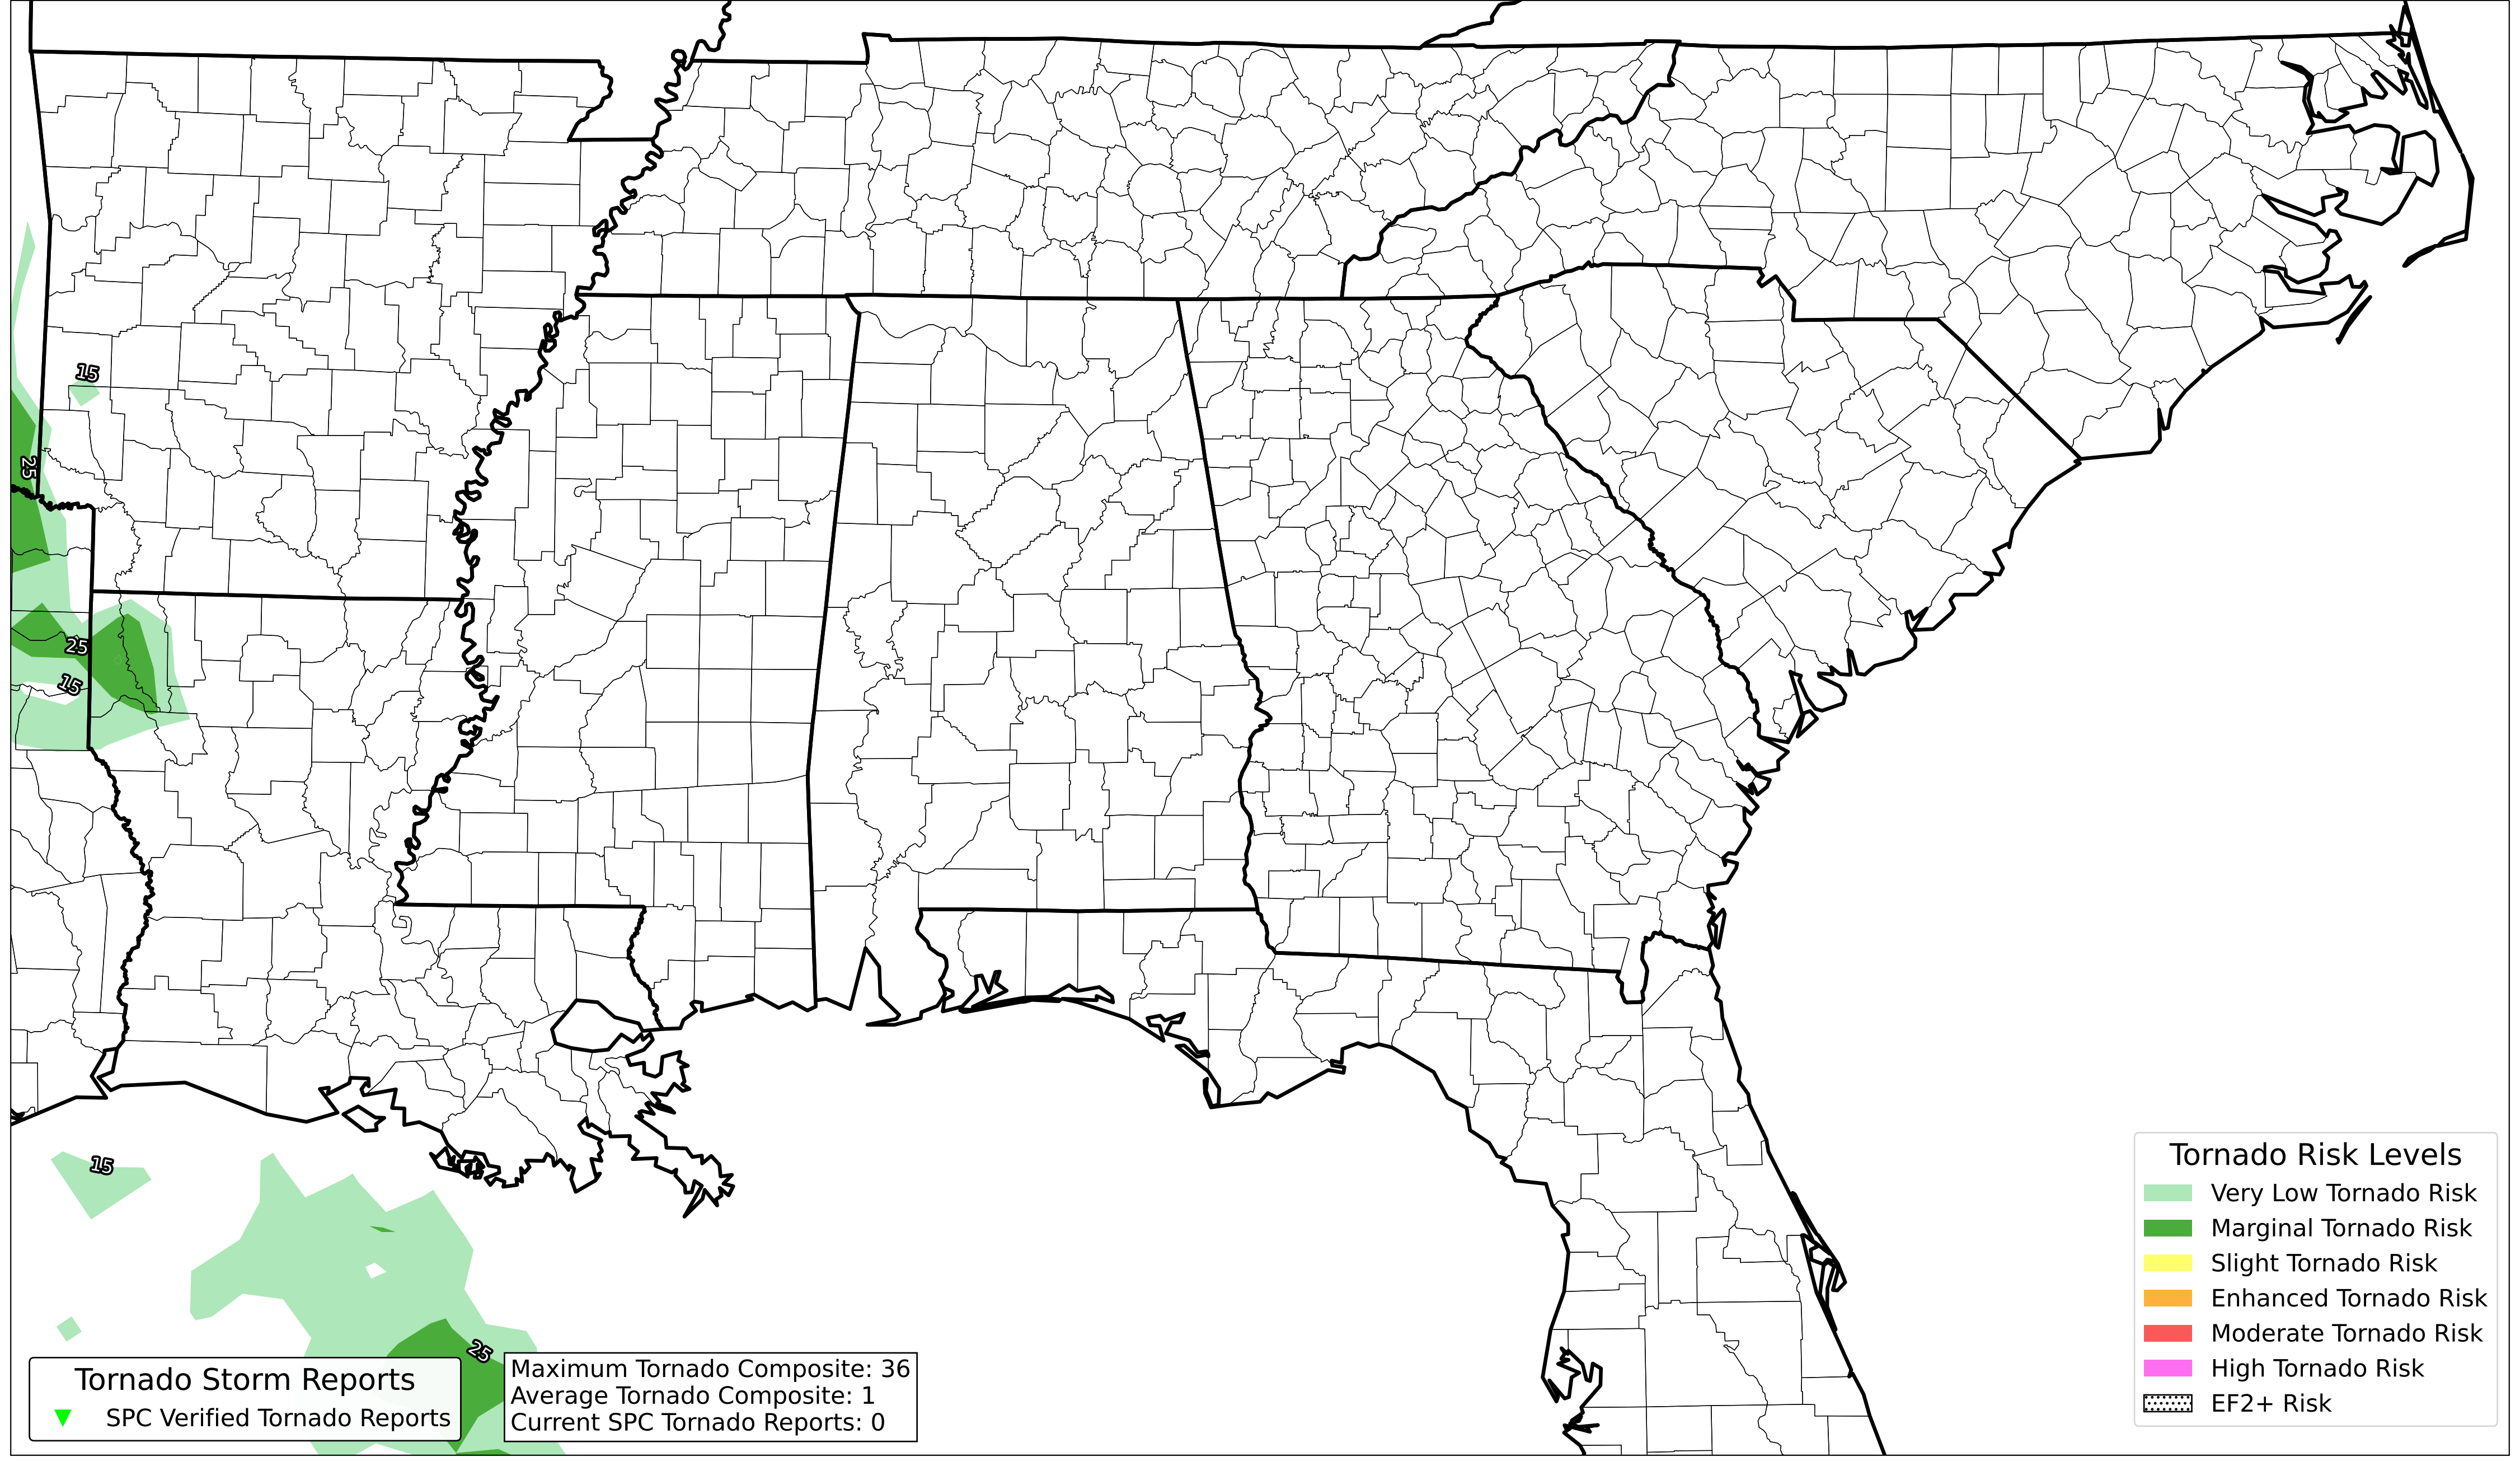 15
25
25
15
15
25
Tornado Storm Reports
SPC Verified Tornado Reports
Maximum Tornado Composite: 36
Average Tornado Composite: 1
Current SPC Tornado Reports: 0
Tornado Risk Levels
Very Low Tornado Risk
Marginal Tornado Risk
Slight Tornado Risk
Enhanced Tornado Risk
Moderate Tornado Risk
High Tornado Risk
EF2+ Risk